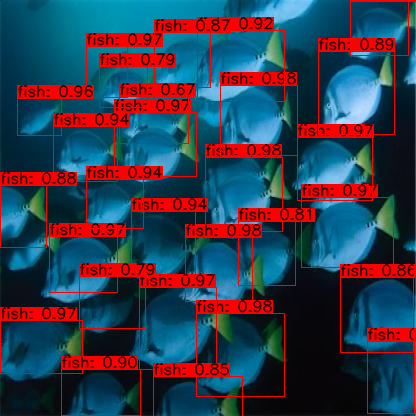 fish: 0.87
0.92
fish: 0.97
fish: 0.89
fish: 0.79
fish: 0.98
fish: 0.96
fish: 0.67
fish: 0.97
fish: 0.94
fish: 0.97
fish: 0.98
fish: 0.94
fish: 0.88
fish: 0.97
fish: 0.94
fish: 0.81
fish: 0.97
fish: 0.98
fish: 0.79
fish: 0.86
fish: 0.97
fish: 0.98
fish: 0.97
fish: 0.90
fish: 0.85